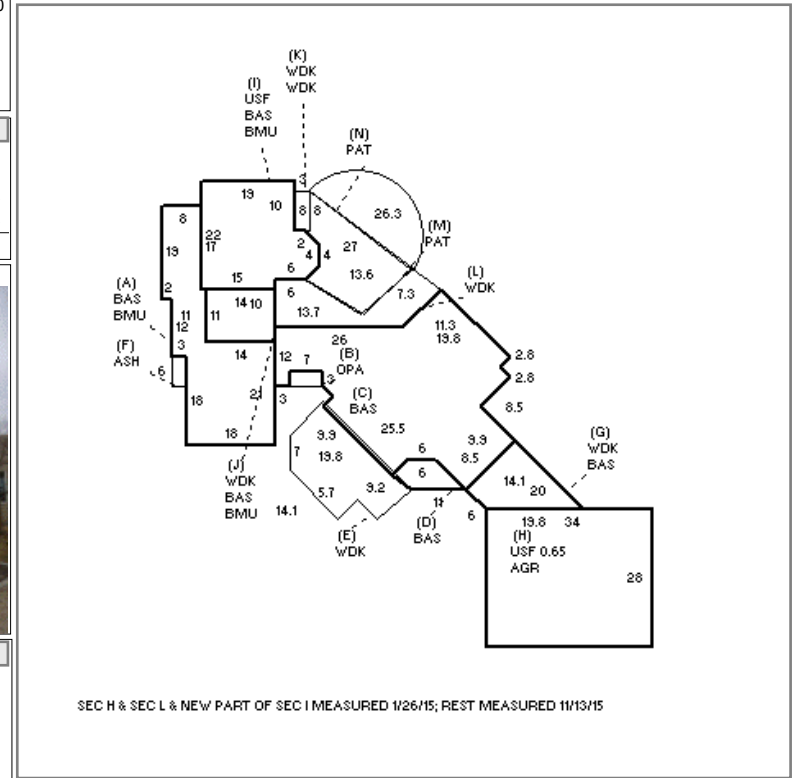 (K)
WDK
WDK
(I)
USF
BAS
BMU
(N)
PAT
3
19
10
8
8
26.3
8
(M)
PAT
22
17
2
4
4
27
19
6
13.6
(L)
WDK
(A)
BAS
BMU
2
15
6
7.3
14
10
11
12
11
13.7
11.3
19.8
(F)
ASH
3
14
26
12
7
(B)
OPA
2.8
6
3
2.8
18
3
(C)
BAS
8.5
25.5
18
9.9
6
9.9
(G)
WDK
BAS
7
19.8
6
8.5
14.1
(J)
WDK
BAS
BMU
5.7
9.2
20
14.1
11
6
(E)
WDK
(D)
BAS
19.8
34
(H)
USF 0.65
AGR
28
SEC H & SEC L & NEW PART OF SEC I MEASURED 1/26/15; REST MEASURED 11/13/15